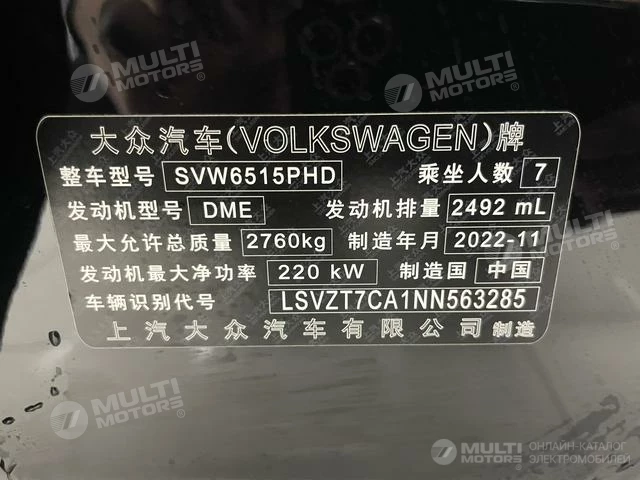 MULTI MOTORS®
MULTI MOTORS®
大众汽车(VOLKSWAGEN)牌
整车型号 SVW6515PHD 乘坐人数 7
发动机型号 DME 发动机排量 2492 mL
最大允许总质量 2760kg 制造年月 2022-11
发动机最大净功率 220 kW 制造国 中国
车辆识别代号 LSVZT7CA1NN563285
上汽大众汽车有限公司 制造
MULTI MOTORS®
MULTI MOTORS® ОНЛАЙН-КАТАЛОГ
ЭЛЕКТРОМОБИЛЕЙ